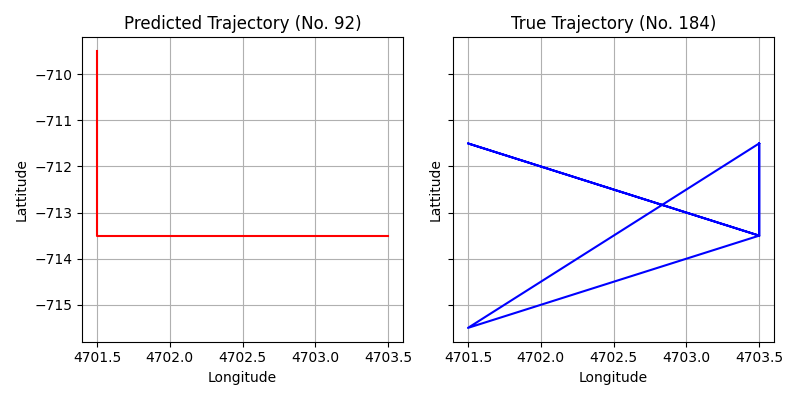 Predicted Trajectory (No. 92)
True Trajectory (No. 184)
−710
−711
−712
−713
−714
−715
Lattitude
Lattitude
4701.5 4702.0 4702.5 4703.0 4703.5
4701.5 4702.0 4702.5 4703.0 4703.5
Longitude
Longitude